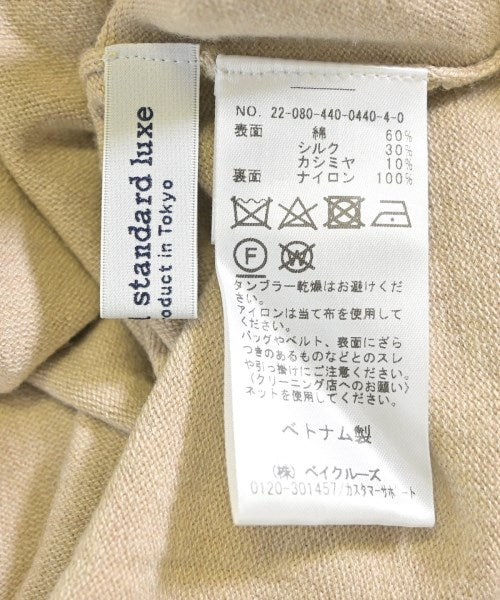 standard luxe
roduct in Tokyo
NO. 22-080-440-0440-4-0
表面 綿 60%
シルク 30%
カシミヤ 10%
裏面 ナイロン 100%
F W
タンブラー乾燥はお避けくださ
い。
アイロンは当て布を使用して
ください。
バッグやベルト、表面にざら
つきのあるものなどとのスレ
や引っ掛けにご注意ください。
(クリーニング店へのお願い)
ネットを使用してください。
ベトナム製
(株) ベイクルーズ
0120-301457/カスタマーサポート